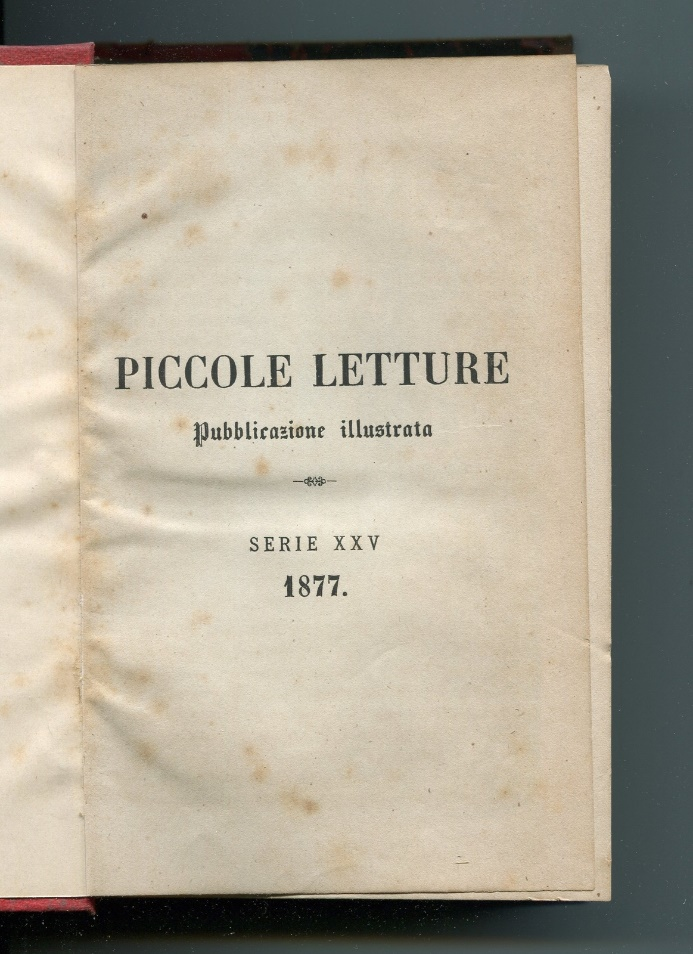 PICCOLE LETTURE
Pubblicazione illustrata
SERIE XXV
1877.